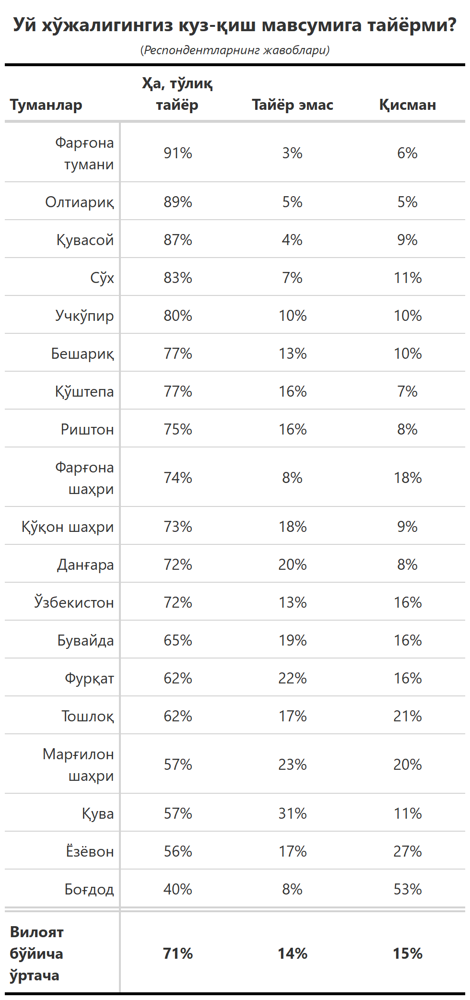 Уй хўжалигингиз куз-қиш мавсумига тайёрми?
(Респондентларнинг жавоблари)
Туманлар Ҳа, тўлиқ тайёр Тайёр эмас Қисман
Фарғона тумани 91% 3% 6%
Олтиариқ 89% 5% 5%
Қувасой 87% 4% 9%
Сўх 83% 7% 11%
Учкўпир 80% 10% 10%
Бешариқ 77% 13% 10%
Қўштепа 77% 16% 7%
Риштон 75% 16% 8%
Фарғона шаҳри 74% 8% 18%
Қўқон шаҳри 73% 18% 9%
Данғара 72% 20% 8%
Ўзбекистон 72% 13% 16%
Бувайда 65% 19% 16%
Фурқат 62% 22% 16%
Тошлоқ 62% 17% 21%
Марғилон шаҳри 57% 23% 20%
Қува 57% 31% 11%
Ёзёвон 56% 17% 27%
Боғдод 40% 8% 53%
Вилоят бўйича ўртача 71% 14% 15%